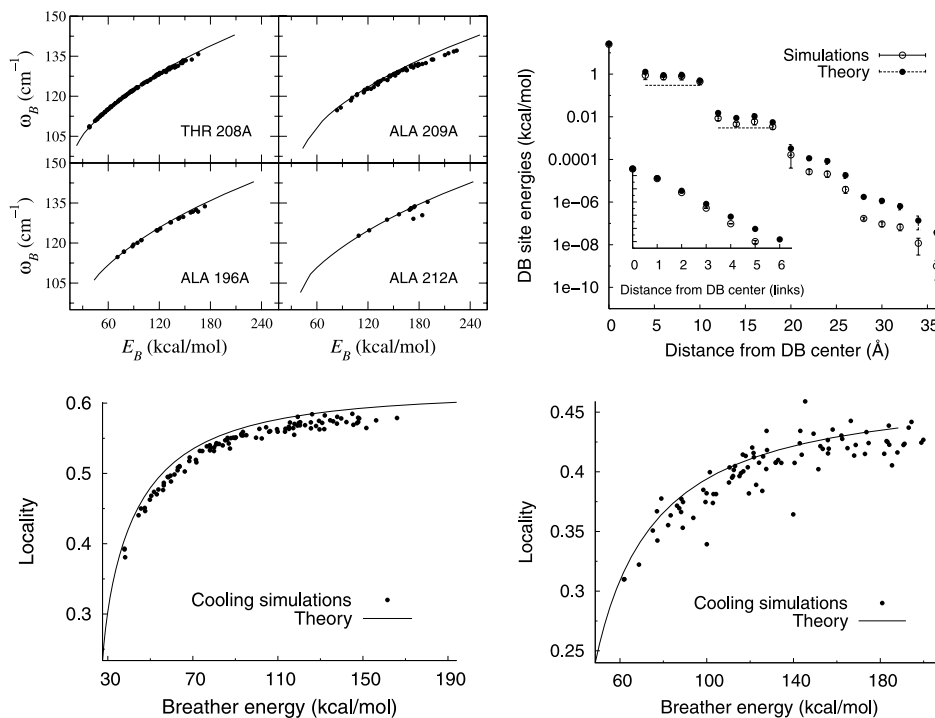 150
135
120
105
ω_B (cm⁻¹)
THR 208A
ALA 209A
150
135
120
105
ω_B (cm⁻¹)
ALA 196A
ALA 212A
60 120 180 240 60 120 180 240
E_B (kcal/mol) E_B (kcal/mol)
Simulations
Theory
1
0.01
0.0001
1e-06
1e-08
1e-10
DB site energies (kcal/mol)
0 1 2 3 4 5 6
Distance from DB center (links)
0 5 10 15 20 25 30 35
Distance from DB center (Å)
0.6
0.5
0.4
0.3
Locality
Cooling simulations
Theory
30 70 110 150 190
Breather energy (kcal/mol)
0.45
0.4
0.35
0.3
0.25
Locality
Cooling simulations
Theory
60 100 140 180
Breather energy (kcal/mol)